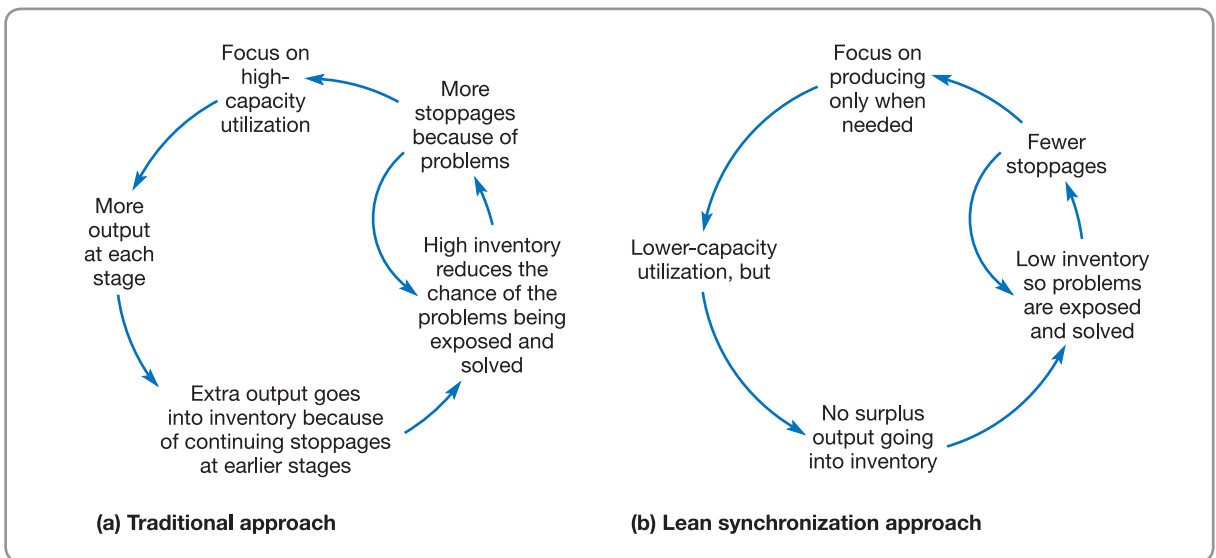 Focus on
high-
capacity
utilization
More
stoppages
because of
problems
More
output
at each
stage
High inventory
reduces the
chance of the
problems being
exposed and
solved
Extra output goes
into inventory because
of continuing stoppages
at earlier stages
(a) Traditional approach
Focus on
producing
only when
needed
Fewer
stoppages
Lower-capacity
utilization, but
Low inventory
so problems
are exposed
and solved
No surplus
output going
into inventory
(b) Lean synchronization approach